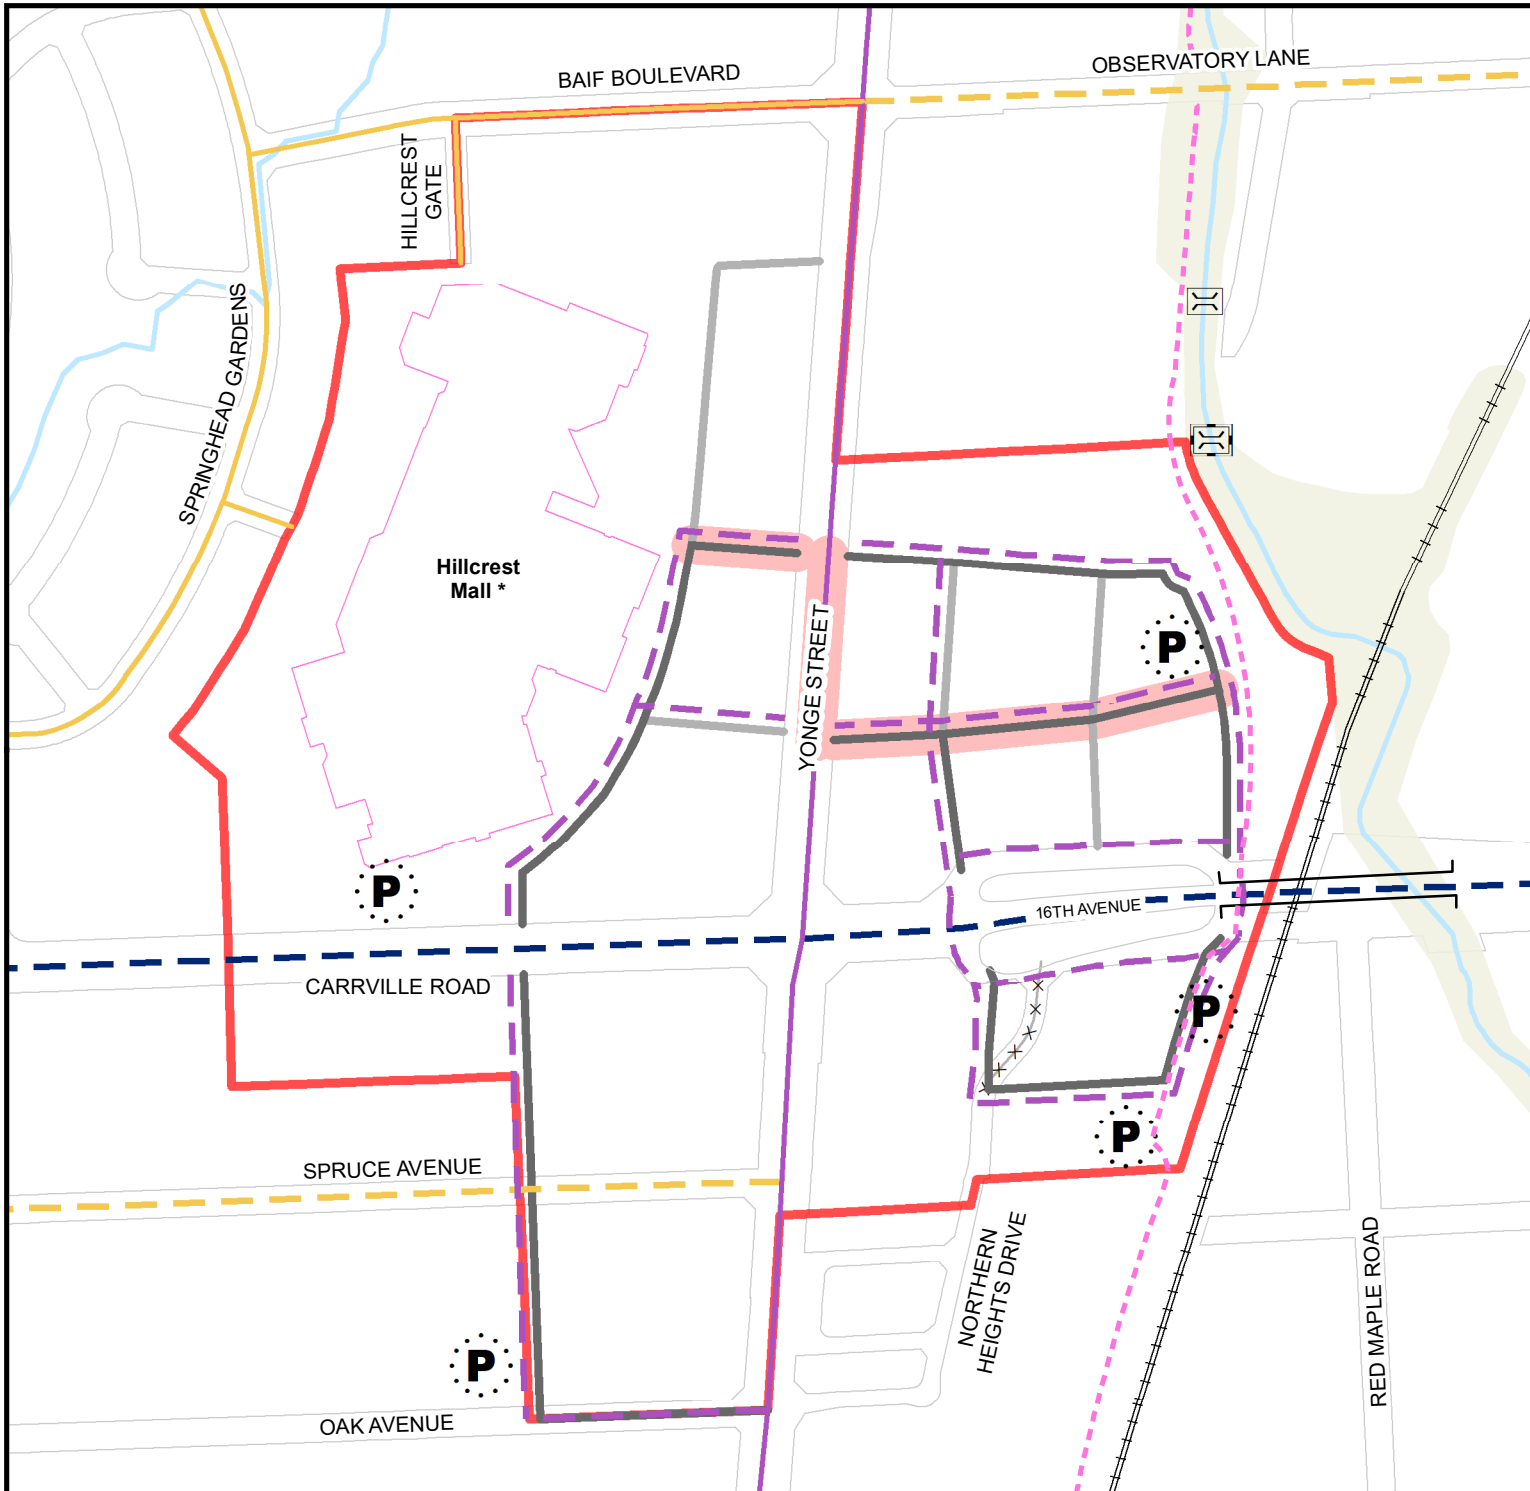 BAIF BOULEVARD
OBSERVATORY LANE
HILLCREST
GATE
SPRINGHEAD GARDENS
Hillcrest
Mall *
YONGE STREET
P
P
16TH AVENUE
CARRVILLE ROAD
P
P
SPRUCE AVENUE
NORTHERN
HEIGHTS DRIVE
RED MAPLE ROAD
P
OAK AVENUE